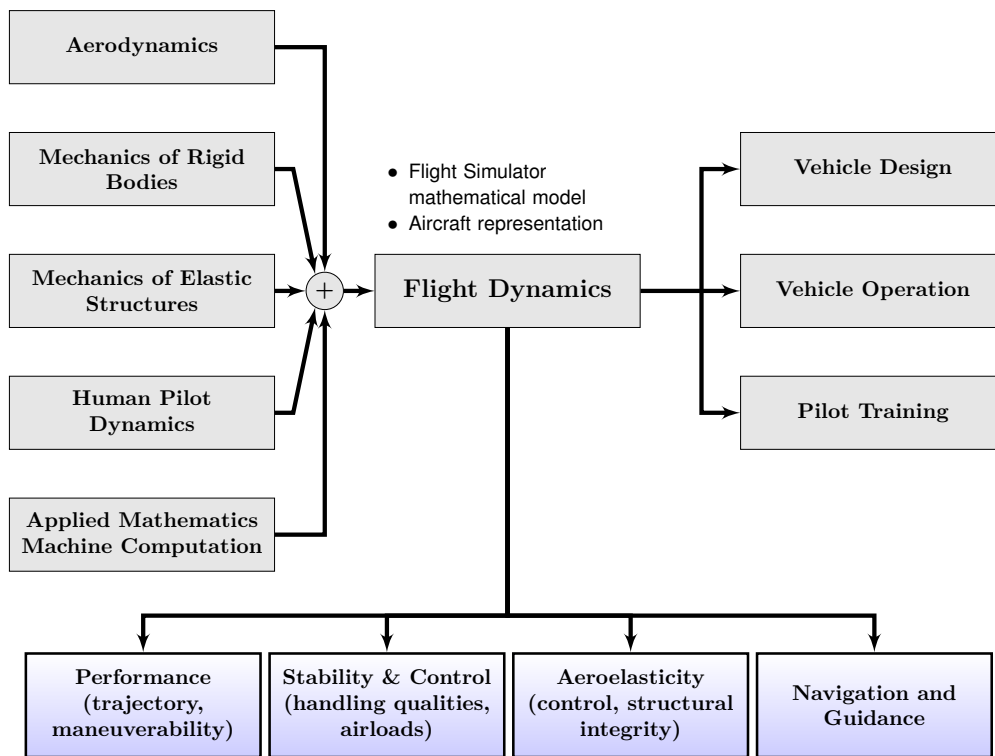 Aerodynamics
Mechanics of Rigid
Bodies
Mechanics of Elastic
Structures
Human Pilot
Dynamics
Applied Mathematics
Machine Computation
+
• Flight Simulator
mathematical model
• Aircraft representation
Flight Dynamics
Vehicle Design
Vehicle Operation
Pilot Training
Performance
(trajectory,
maneuverability)
Stability & Control
(handling qualities,
airloads)
Aeroelasticity
(control, structural
integrity)
Navigation and
Guidance